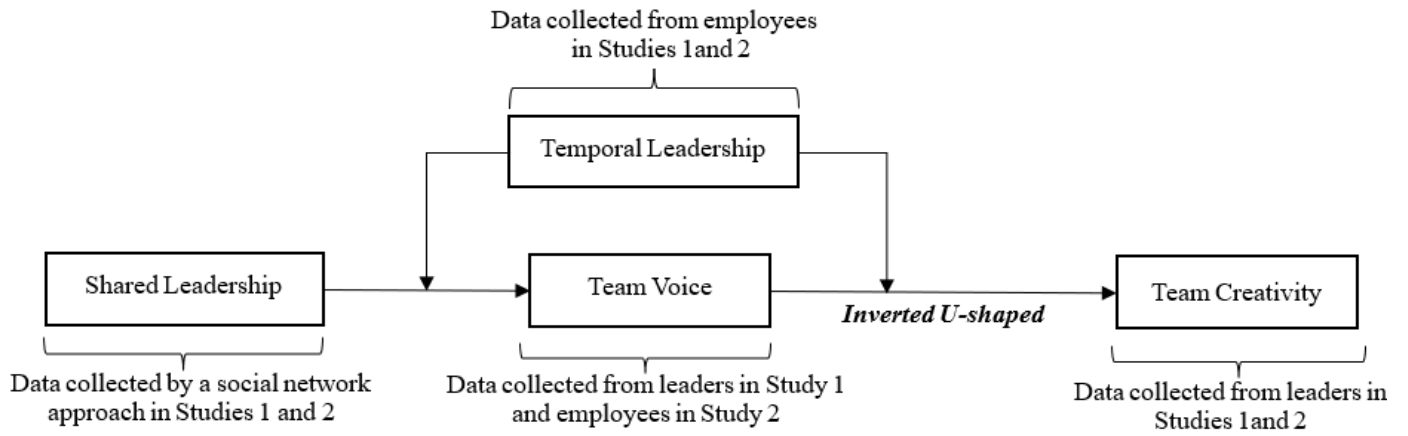 Data collected from employees
in Studies 1and 2
Temporal Leadership
Shared Leadership
Team Voice
Inverted U-shaped
Team Creativity
Data collected by a social network
approach in Studies 1 and 2
Data collected from leaders in Study 1
and employees in Study 2
Data collected from leaders in
Studies 1and 2